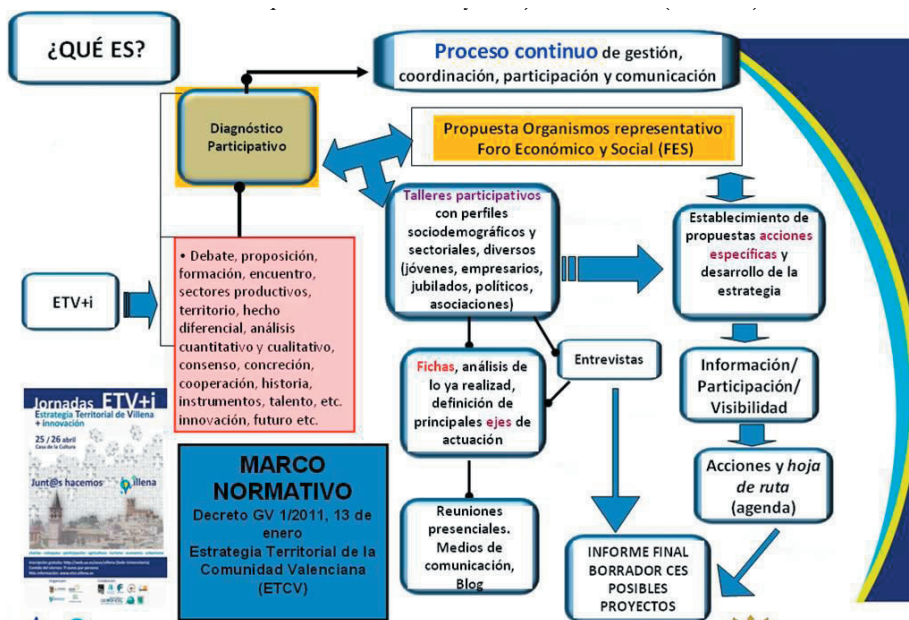 ¿QUÉ ES?
Proceso continuo de gestión,
coordinación, participación y comunicación
Diagnóstico
Participativo
Propuesta Organismos representativo
Foro Económico y Social (FES)
Talleres participativos
con perfiles
sociodemográficos y
sectoriales, diversos
(jóvenes, empresarios,
jubilados, políticos,
asociaciones)
Establecimiento de
propuestas acciones
específicas y
desarrollo de la
estrategia
ETV+i
• Debate, proposición,
formación, encuentro,
sectores productivos,
territorio, hecho
diferencial, análisis
cuantitativo y cualitativo,
consenso, concreción,
cooperación, historia,
instrumentos, talento, etc.
innovación, futuro etc.
Fichas, análisis de
lo ya realizad,
definición de
principales ejes de
actuación
Entrevistas
Información/
Participación/
Visibilidad
Jornadas ETV+i
Estrategia Territorial de Villena
+ innovación
25 / 26 abril
Casa de la Cultura
Junt@s hacemos
illena
MARCO
NORMATIVO
Decreto GV 1/2011, 13 de
enero
Estrategia Territorial de la
Comunidad Valenciana
(ETCV)
Reuniones
presenciales.
Medios de
comunicación,
Blog
Acciones y hoja
de ruta
(agenda)
INFORME FINAL
BORRADOR CES
POSIBLES
PROYECTOS